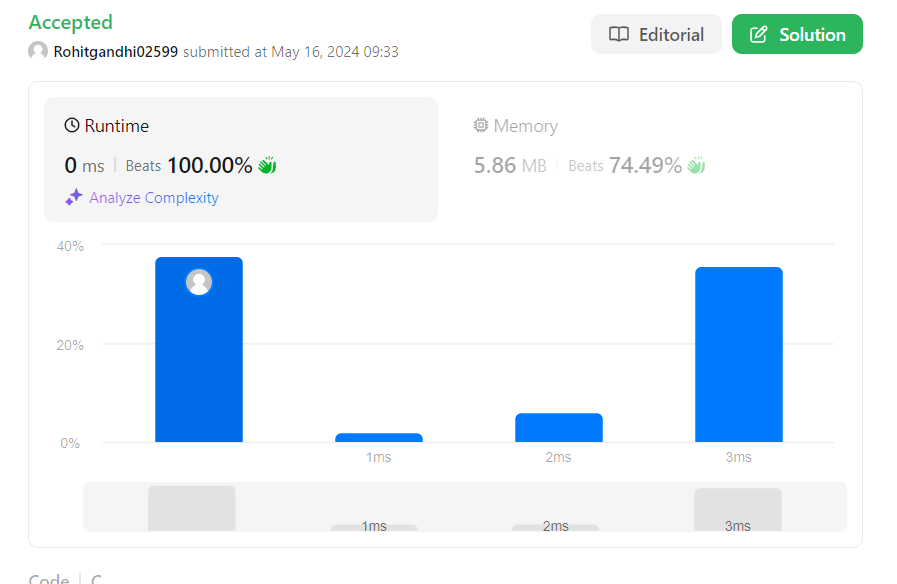 Accepted
Rohitgandhi02599 submitted at May 16, 2024 09:33
Editorial
Solution
Runtime
0 ms | Beats 100.00%
Analyze Complexity
Memory
5.86 MB | Beats 74.49%
40%
20%
0%
1ms 2ms 3ms
1ms 2ms 3ms
Code | C